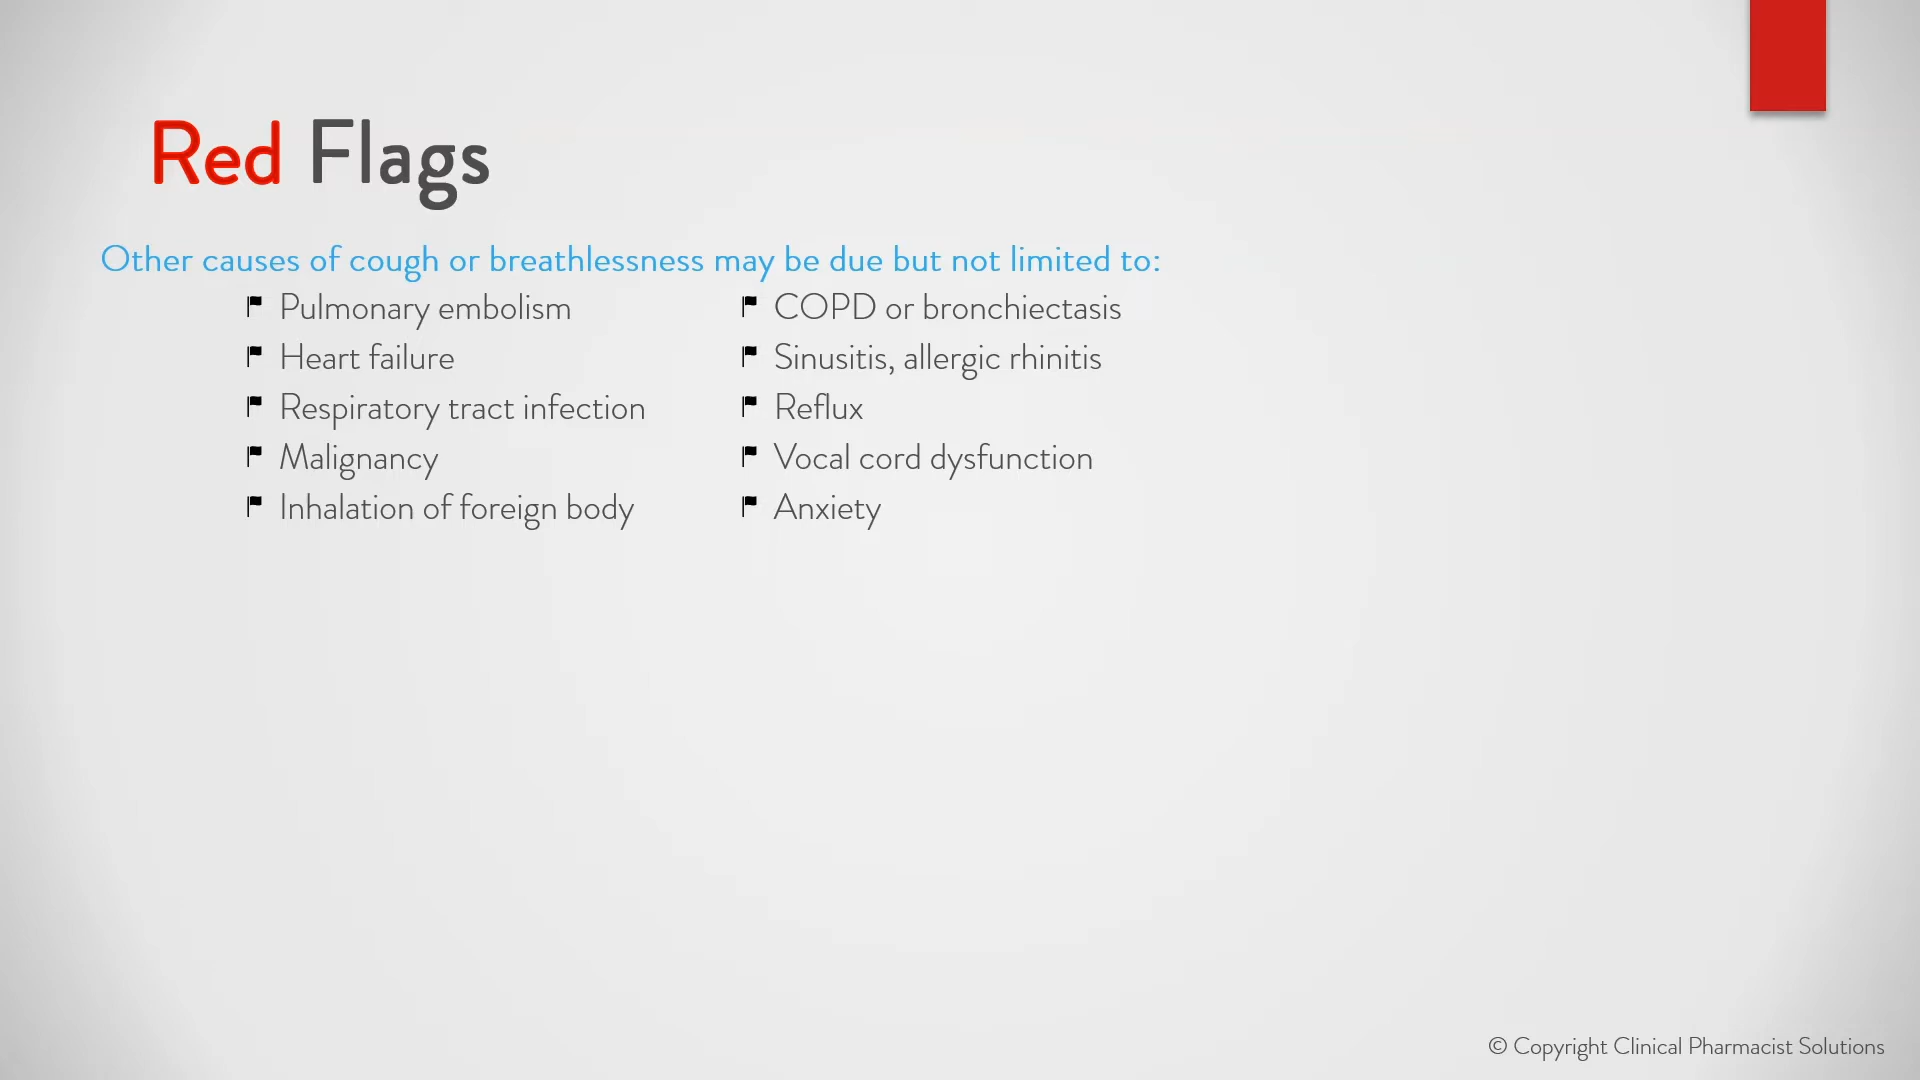 Red Flags
Other causes of cough or breathlessness may be due but not limited to:
Pulmonary embolism
Heart failure
Respiratory tract infection
Malignancy
Inhalation of foreign body
COPD or bronchiectasis
Sinusitis, allergic rhinitis
Reflux
Vocal cord dysfunction
Anxiety
© Copyright Clinical Pharmacist Solutions